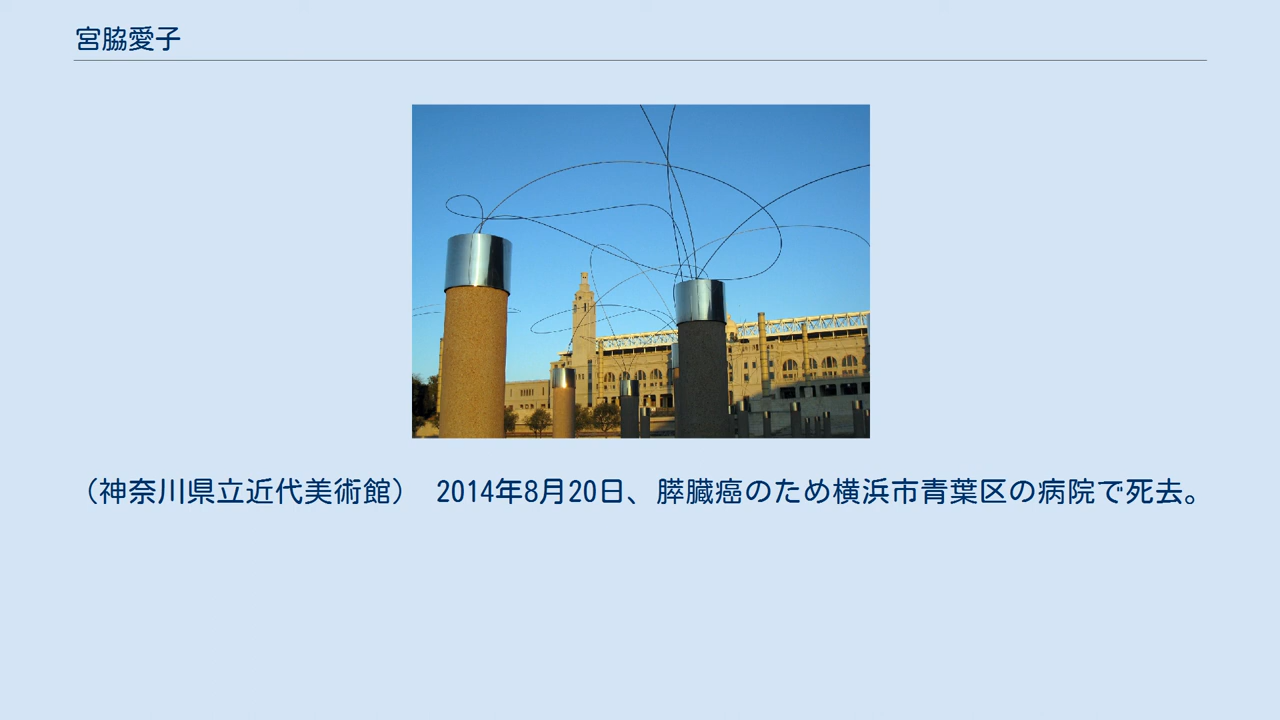 宮脇愛子
（神奈川県立近代美術館）　2014年8月20日、膵臓癌のため横浜市青葉区の病院で死去。